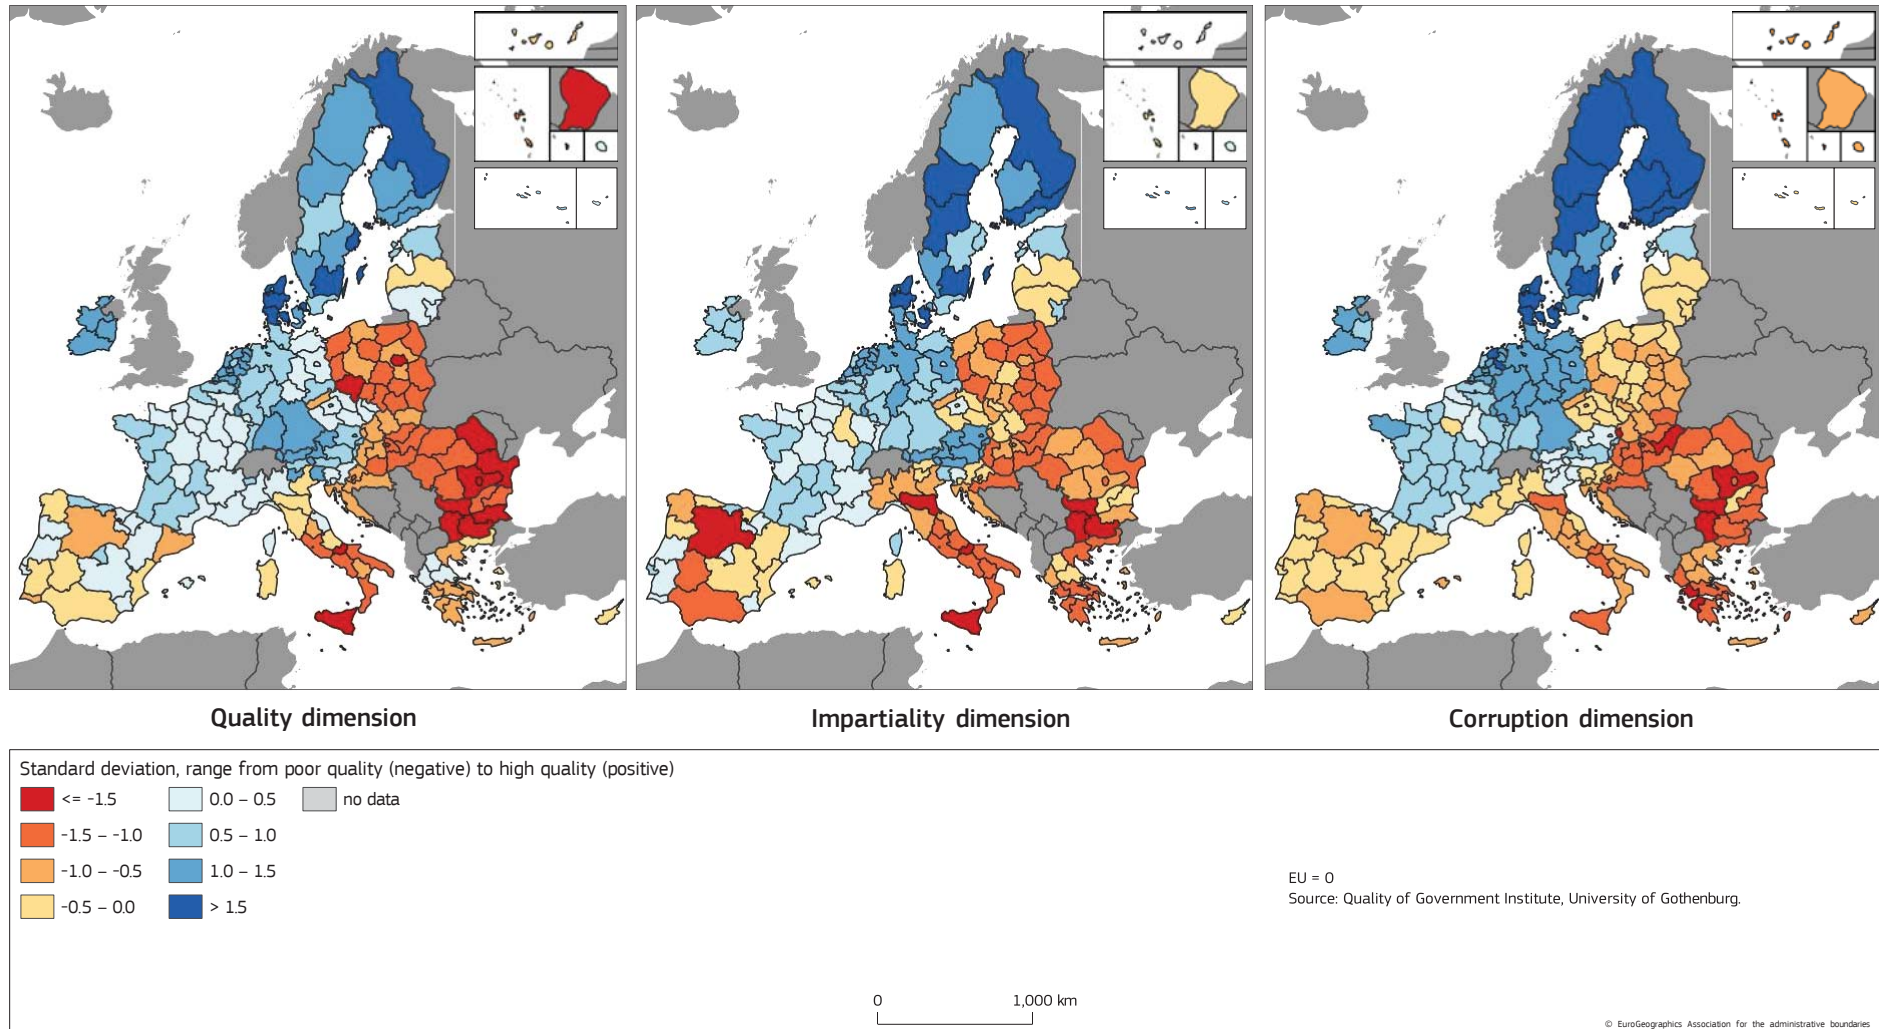 Quality dimension
Impartiality dimension
Corruption dimension
Standard deviation, range from poor quality (negative) to high quality (positive)
<= -1.5
0.0 – 0.5
no data
-1.5 – -1.0
0.5 – 1.0
-1.0 – -0.5
1.0 – 1.5
-0.5 – 0.0
> 1.5
EU = 0
Source: Quality of Government Institute, University of Gothenburg.
0
1,000 km
© EuroGeographics Association for the administrative boundaries